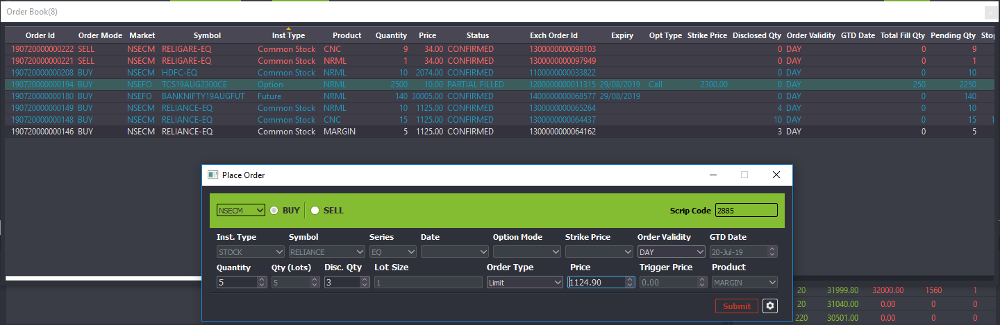 Order Book(8)
Order Id Order Mode Market Symbol Inst Type Product Quantity Price Status Exch Order Id Expiry Opt Type Strike Price Disclosed Qty Order Validity GTD Date Total Fill Qty Pending Qty Stop
190720000000222 SELL NSECM RELIGARE-EQ Common Stock CNC 9 34.00 CONFIRMED 1300000000098103 0 DAY 0 9
190720000000221 SELL NSECM RELIGARE-EQ Common Stock NRML 1 34.00 CONFIRMED 1300000000097949 0 DAY 0 1
190720000000208 BUY NSECM HDFC-EQ Common Stock NRML 10 2074.00 CONFIRMED 1100000000033822 0 DAY 0 10
190720000000194 BUY NSEFO TCS19AUG2300CE Option NRML 2500 10.00 PARTIAL FILLED 1200000000011315 29/08/2019 Call 2300.00 0 DAY 250 2250
190720000000180 BUY NSEFO BANKNIFTY19AUGFUT Future NRML 140 30005.00 CONFIRMED 1400000000068577 29/08/2019 0 DAY 0 140
190720000000149 BUY NSECM RELIANCE-EQ Common Stock NRML 10 1125.00 CONFIRMED 1300000000065264 4 DAY 0 10
190720000000148 BUY NSECM RELIANCE-EQ Common Stock CNC 15 1125.00 CONFIRMED 1300000000064437 10 DAY 0 15 1
190720000000146 BUY NSECM RELIANCE-EQ Common Stock MARGIN 5 1125.00 CONFIRMED 1300000000064162 3 DAY 0 5
Place Order
NSECM BUY SELL Scrip Code 2885
Inst. Type Symbol Series Date Option Mode Strike Price Order Validity GTD Date
STOCK RELIANCE EQ DAY 20-Jul-19
Quantity Qty (Lots) Disc. Qty Lot Size Order Type Price Trigger Price Product
5 5 3 1 Limit 1124.90 0.00 MARGIN
Submit
20 31999.80 32000.00 1560 1
20 31040.00 0.00 0 0
220 30501.00 0.00 0 0